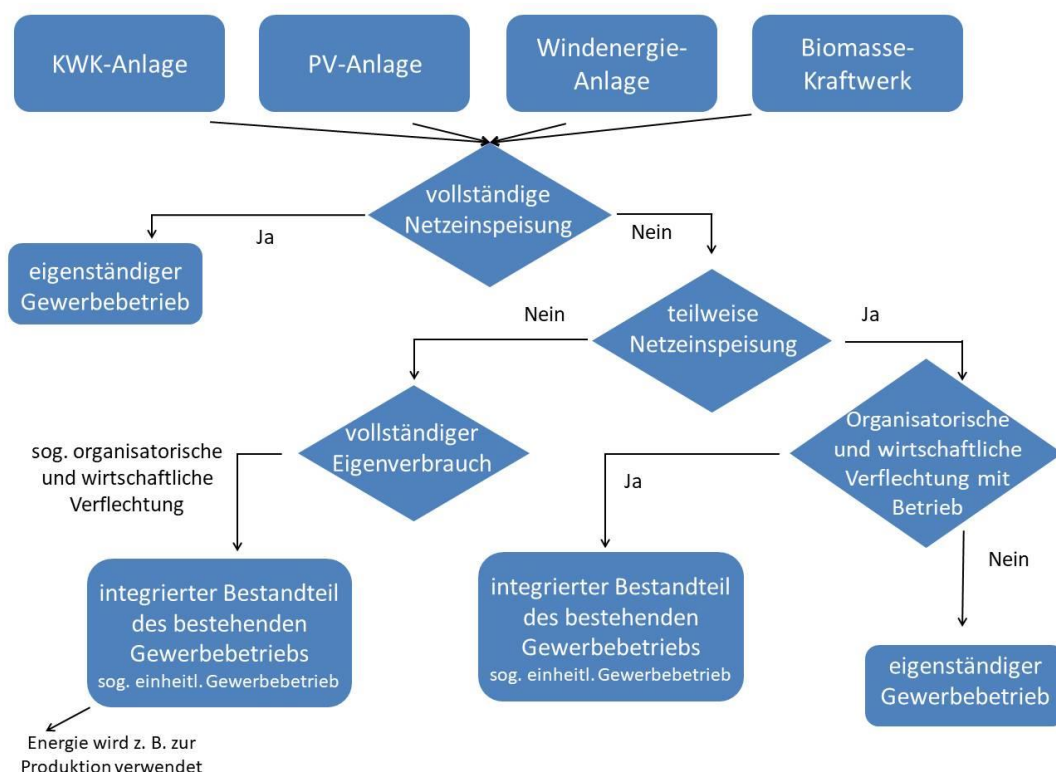 KWK-Anlage
PV-Anlage
Windenergie-
Anlage
Biomasse-
Kraftwerk
vollständige
Netzeinspeisung
Ja
Nein
eigenständiger
Gewerbebetrieb
teilweise
Netzeinspeisung
Nein
Ja
vollständiger
Eigenverbrauch
Organisatorische
und wirtschaftliche
Verflechtung mit
Betrieb
sog. organisatorische
und wirtschaftliche
Verflechtung
Ja
Nein
integrierter Bestandteil
des bestehenden
Gewerbebetriebs
sog. einheitl. Gewerbebetrieb
integrierter Bestandteil
des bestehenden
Gewerbebetriebs
sog. einheitl. Gewerbebetrieb
eigenständiger
Gewerbebetrieb
Energie wird z. B. zur
Produktion verwendet